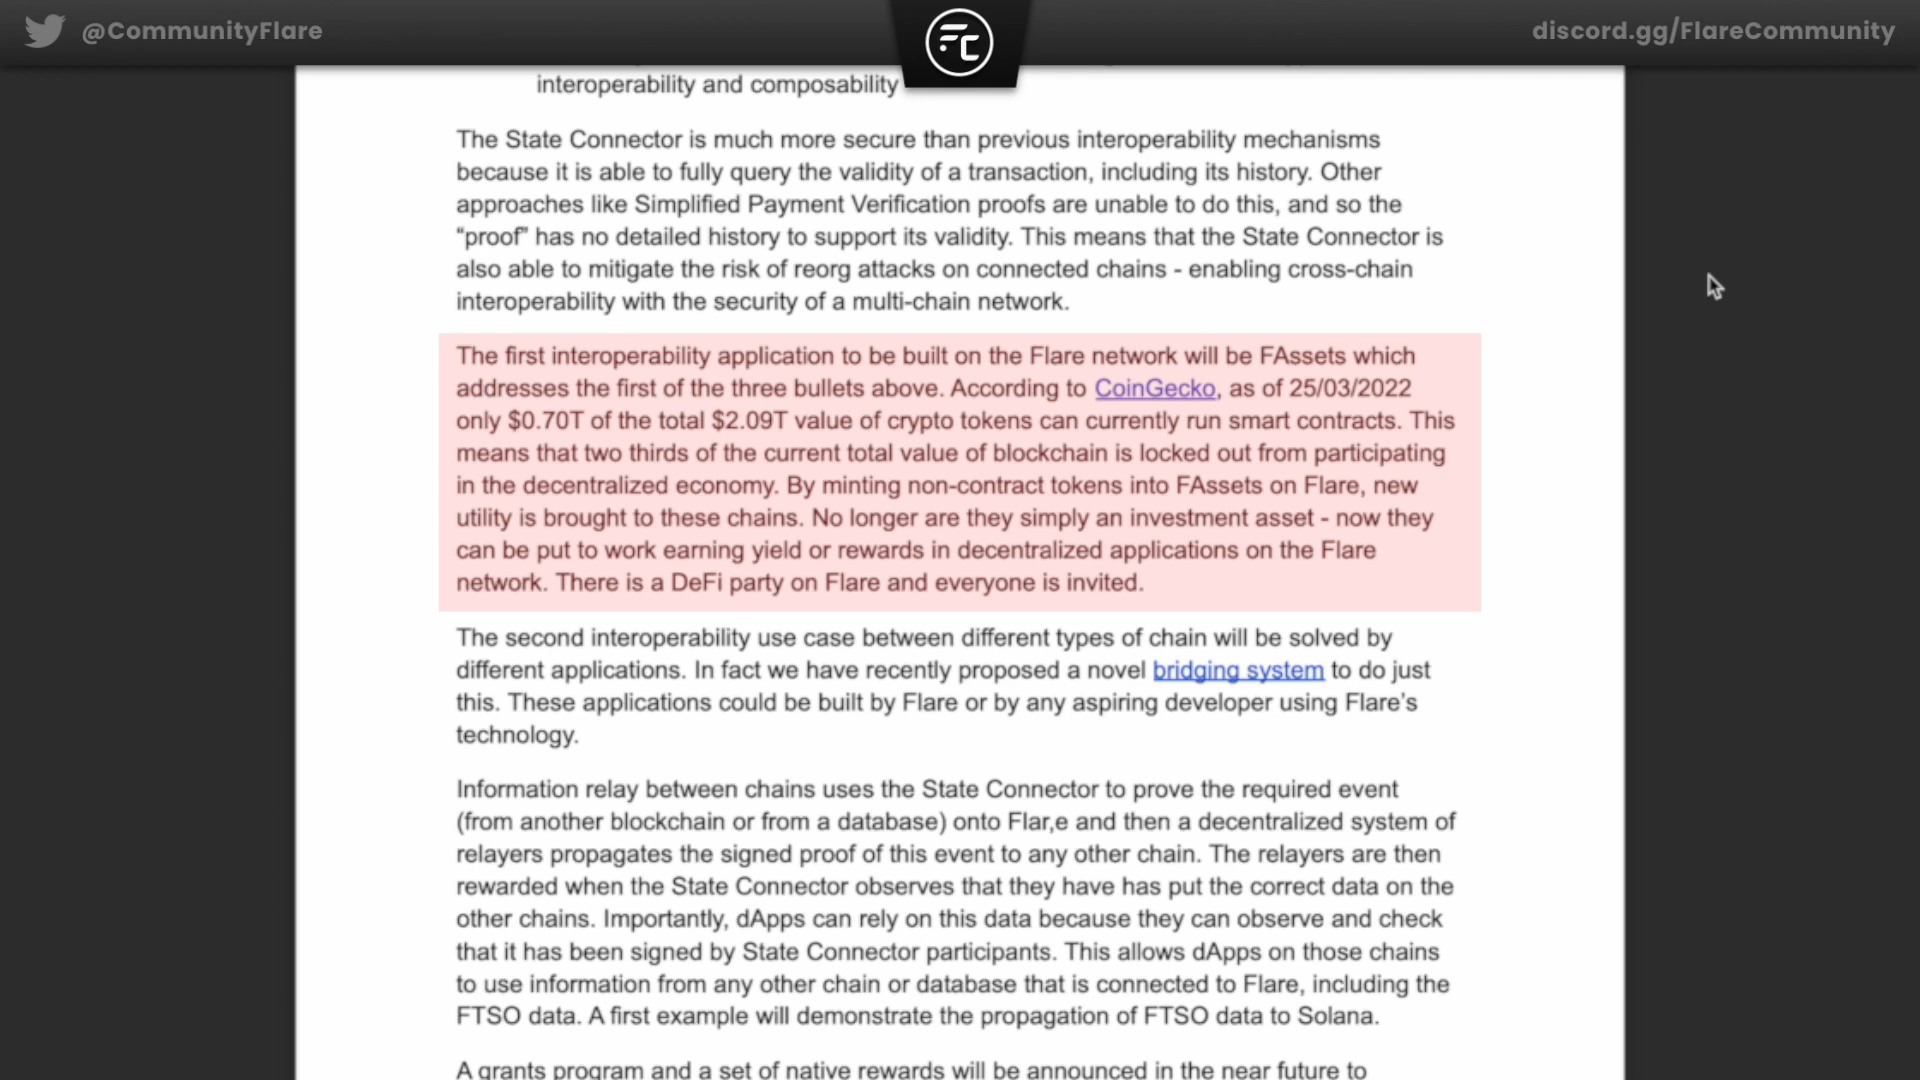 @CommunityFlare
FC
discord.gg/FlareCommunity
interoperability and composability
The State Connector is much more secure than previous interoperability mechanisms
because it is able to fully query the validity of a transaction, including its history. Other
approaches like Simplified Payment Verification proofs are unable to do this, and so the
“proof” has no detailed history to support its validity. This means that the State Connector is
also able to mitigate the risk of reorg attacks on connected chains - enabling cross-chain
interoperability with the security of a multi-chain network.
The first interoperability application to be built on the Flare network will be FAssets which
addresses the first of the three bullets above. According to CoinGecko, as of 25/03/2022
only $0.70T of the total $2.09T value of crypto tokens can currently run smart contracts. This
means that two thirds of the current total value of blockchain is locked out from participating
in the decentralized economy. By minting non-contract tokens into FAssets on Flare, new
utility is brought to these chains. No longer are they simply an investment asset - now they
can be put to work earning yield or rewards in decentralized applications on the Flare
network. There is a DeFi party on Flare and everyone is invited.
The second interoperability use case between different types of chain will be solved by
different applications. In fact we have recently proposed a novel bridging system to do just
this. These applications could be built by Flare or by any aspiring developer using Flare’s
technology.
Information relay between chains uses the State Connector to prove the required event
(from another blockchain or from a database) onto Flar,e and then a decentralized system of
relayers propagates the signed proof of this event to any other chain. The relayers are then
rewarded when the State Connector observes that they have has put the correct data on the
other chains. Importantly, dApps can rely on this data because they can observe and check
that it has been signed by State Connector participants. This allows dApps on those chains
to use information from any other chain or database that is connected to Flare, including the
FTSO data. A first example will demonstrate the propagation of FTSO data to Solana.
A grants program and a set of native rewards will be announced in the near future to